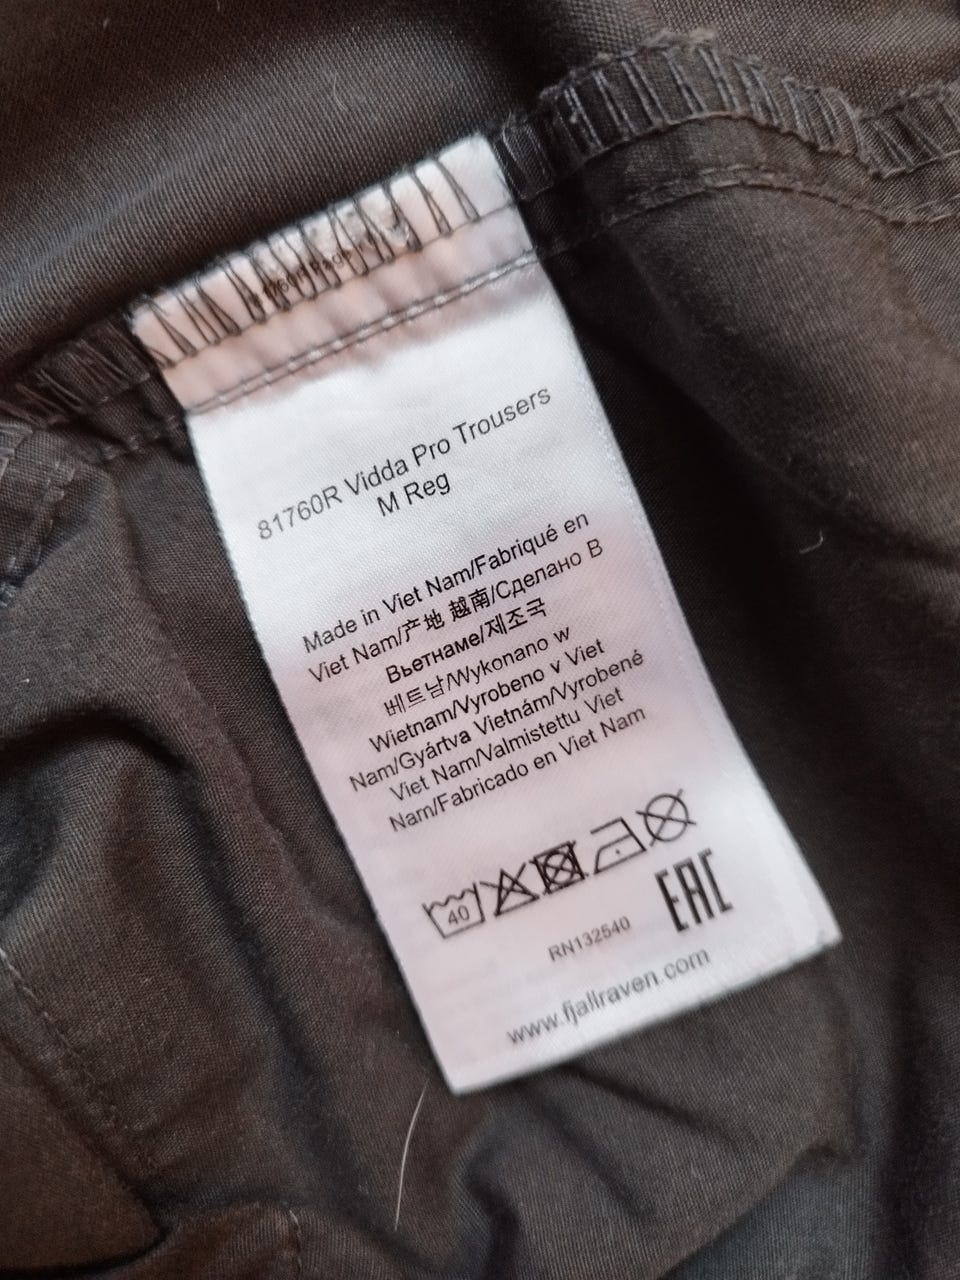 81760R Vidda Pro Trousers
M Reg
Made in Viet Nam/Fabriqué en
Viet Nam/产地 越南/Сделано В
Вьетнаме/제조국
베트남/Wykonano w
Wietnam/Vyrobeno v Viet
Nam/Gyártva Vietnám/Vyrobené
Viet Nam/Valmistettu Viet
Nam/Fabricado en Viet Nam
40
EAC
RN132540
www.fjallraven.com